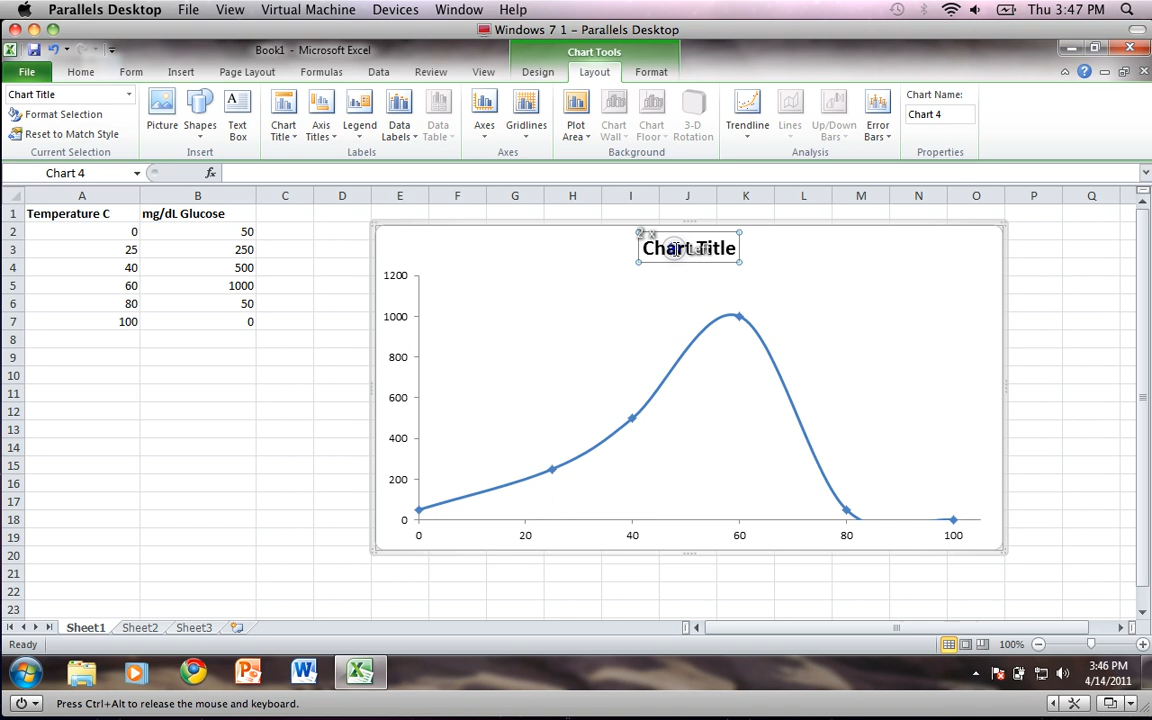 Parallels Desktop File View Virtual Machine Devices Window Help Thu 3:47 PM
Windows 7 1 – Parallels Desktop
Book1 - Microsoft Excel Chart Tools
File Home Form Insert Page Layout Formulas Data Review View Design Layout Format
Chart Title
Format Selection
Reset to Match Style
Current Selection
Picture Shapes Text Box
Insert
Chart Title Axis Titles Legend Data Labels Data Table
Labels
Axes Gridlines
Axes
Plot Area Chart Wall Chart Floor 3-D Rotation
Background
Trendline Lines Up/Down Bars Error Bars
Analysis
Chart Name:
Chart 4
Properties
Chart 4 fx
A B C D E F G H I J K L M N O P Q
1 Temperature C mg/dL Glucose
2 0 50
3 25 250
4 40 500
5 60 1000
6 80 50
7 100 0
8
9
10
11
12
13
14
15
16
17
18
19
20
21
22
23
2 x
Chart Title
1200
1000
800
600
400
200
0
0 20 40 60 80 100
Sheet1 Sheet2 Sheet3
Ready 100%
3:46 PM
4/14/2011
Press Ctrl+Alt to release the mouse and keyboard.